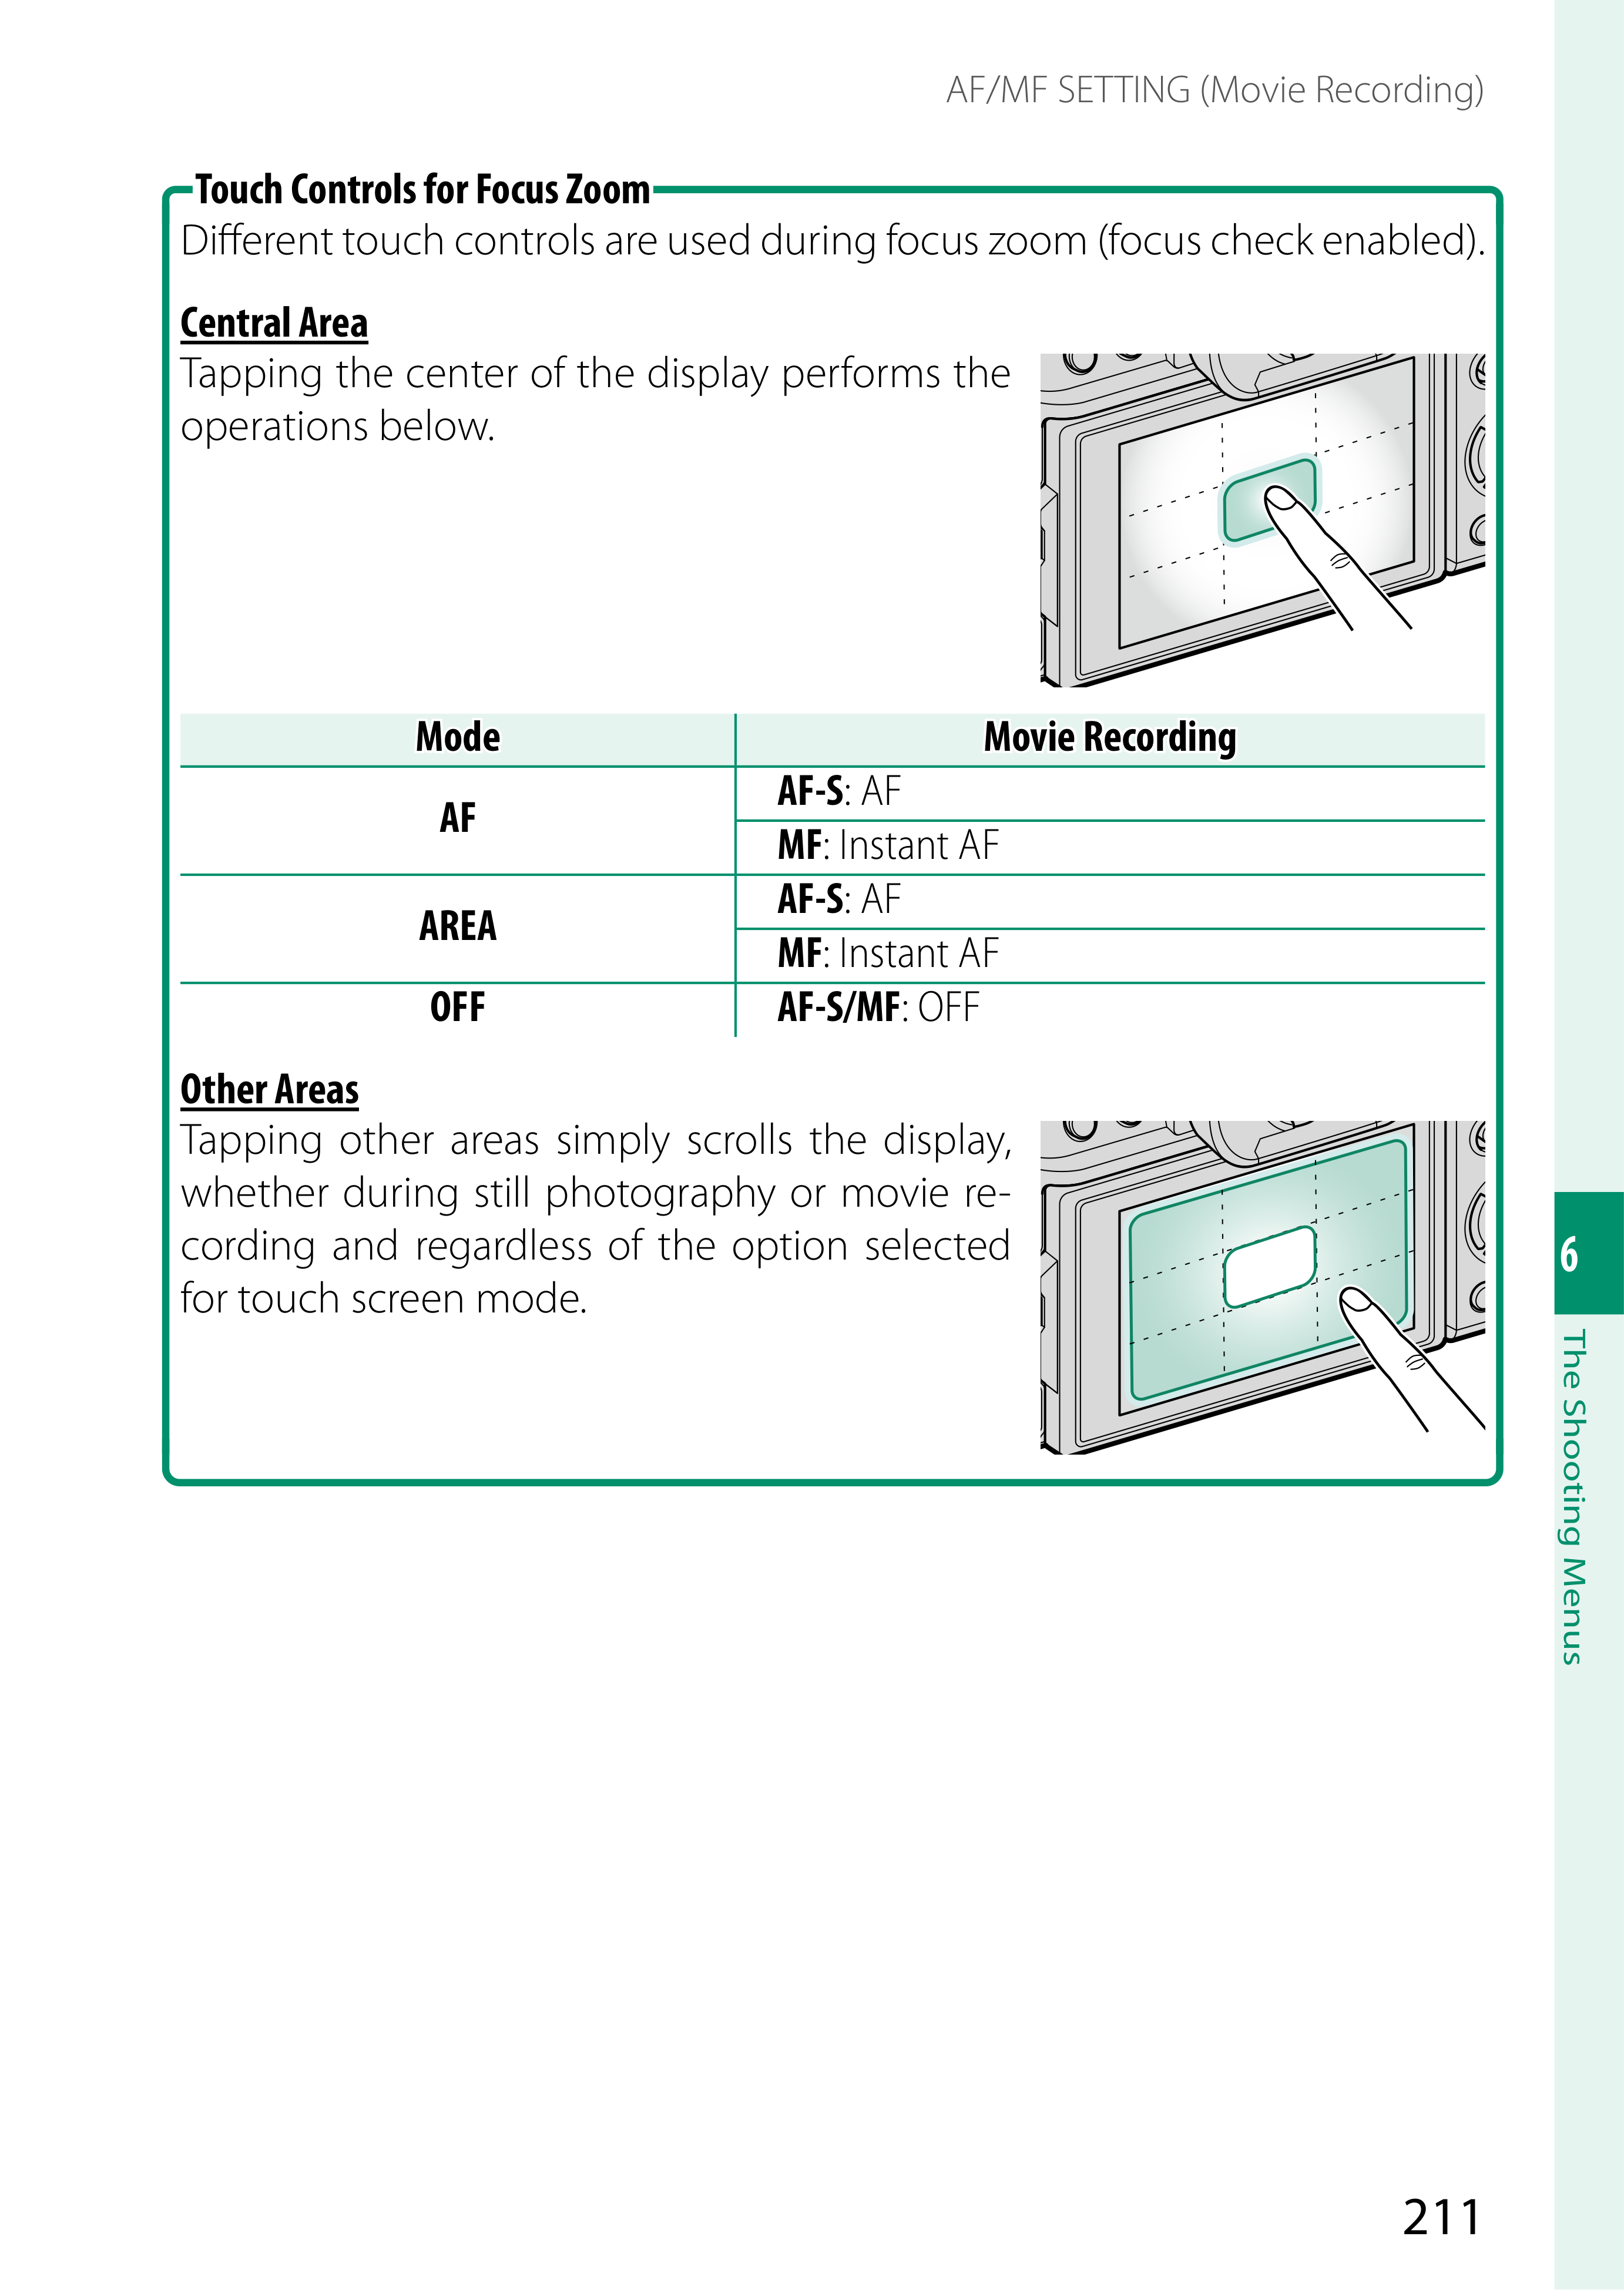 AF/MF SETTING (Movie Recording)
Touch Controls for Focus Zoom
Different touch controls are used during focus zoom (focus check enabled).
Central Area
Tapping the center of the display performs the
operations below.
Mode
Movie Recording
AF
AF-S: AF
MF: Instant AF
AREA
AF-S: AF
MF: Instant AF
OFF
AF-S/MF: OFF
Other Areas
Tapping other areas simply scrolls the display,
whether during still photography or movie re-
cording and regardless of the option selected
for touch screen mode.
6
The Shooting Menus
211